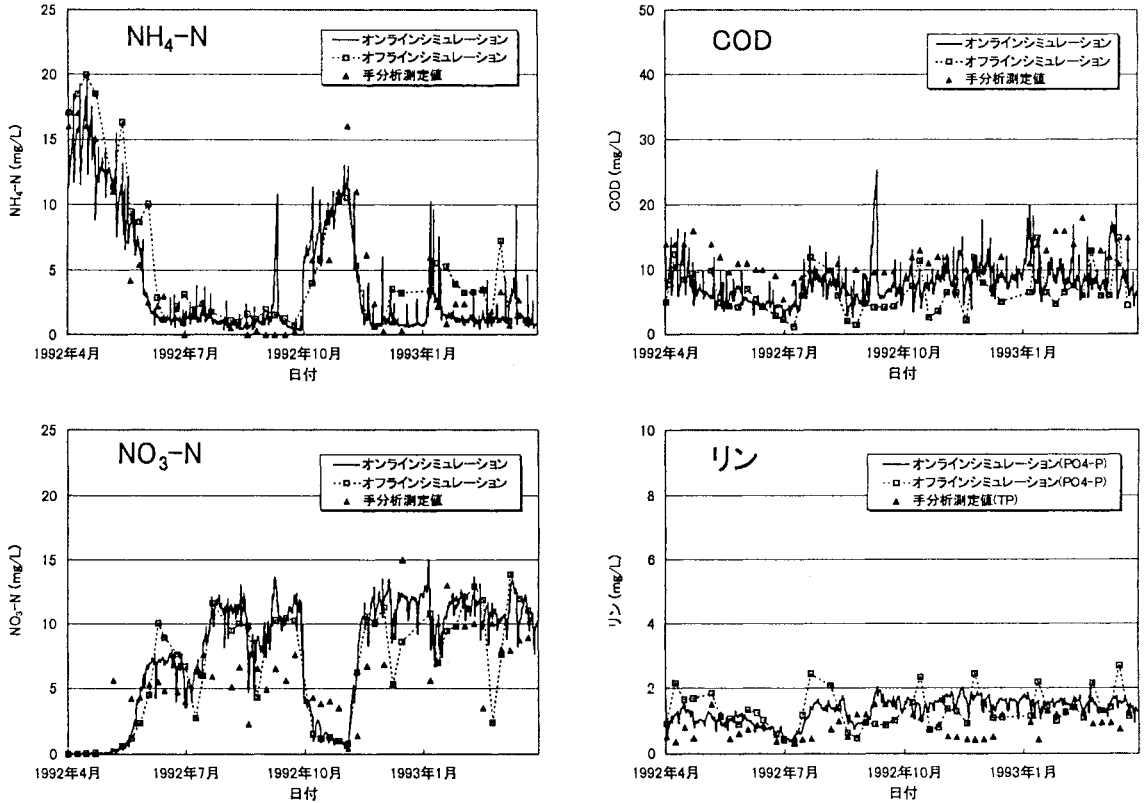 NH₄-N
オンラインシミュレーション
オフラインシミュレーション
手分析測定値
25
20
15
10
5
0
NH₄-N (mg/L)
1992年4月
1992年7月
1992年10月
1993年1月
日付
COD
オンラインシミュレーション
オフラインシミュレーション
手分析測定値
50
40
30
20
10
0
COD (mg/L)
1992年4月
1992年7月
1992年10月
1993年1月
日付
NO₃-N
オンラインシミュレーション
オフラインシミュレーション
手分析測定値
25
20
15
10
5
0
NO₃-N (mg/L)
1992年4月
1992年7月
1992年10月
1993年1月
日付
リン
オンラインシミュレーション(PO4-P)
オフラインシミュレーション(PO4-P)
手分析測定値(TP)
10
8
6
4
2
0
リン (mg/L)
1992年4月
1992年7月
1992年10月
1993年1月
日付